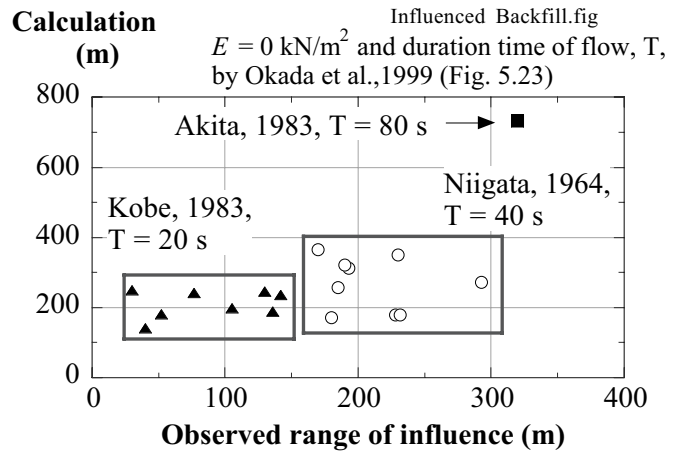 Calculation
(m)
Influenced Backfill.fig
E = 0 kN/m² and duration time of flow, T,
by Okada et al.,1999 (Fig. 5.23)
800
600
400
200
0
Akita, 1983, T = 80 s
Niigata, 1964,
T = 40 s
Kobe, 1983,
T = 20 s
0 100 200 300 400
Observed range of influence (m)